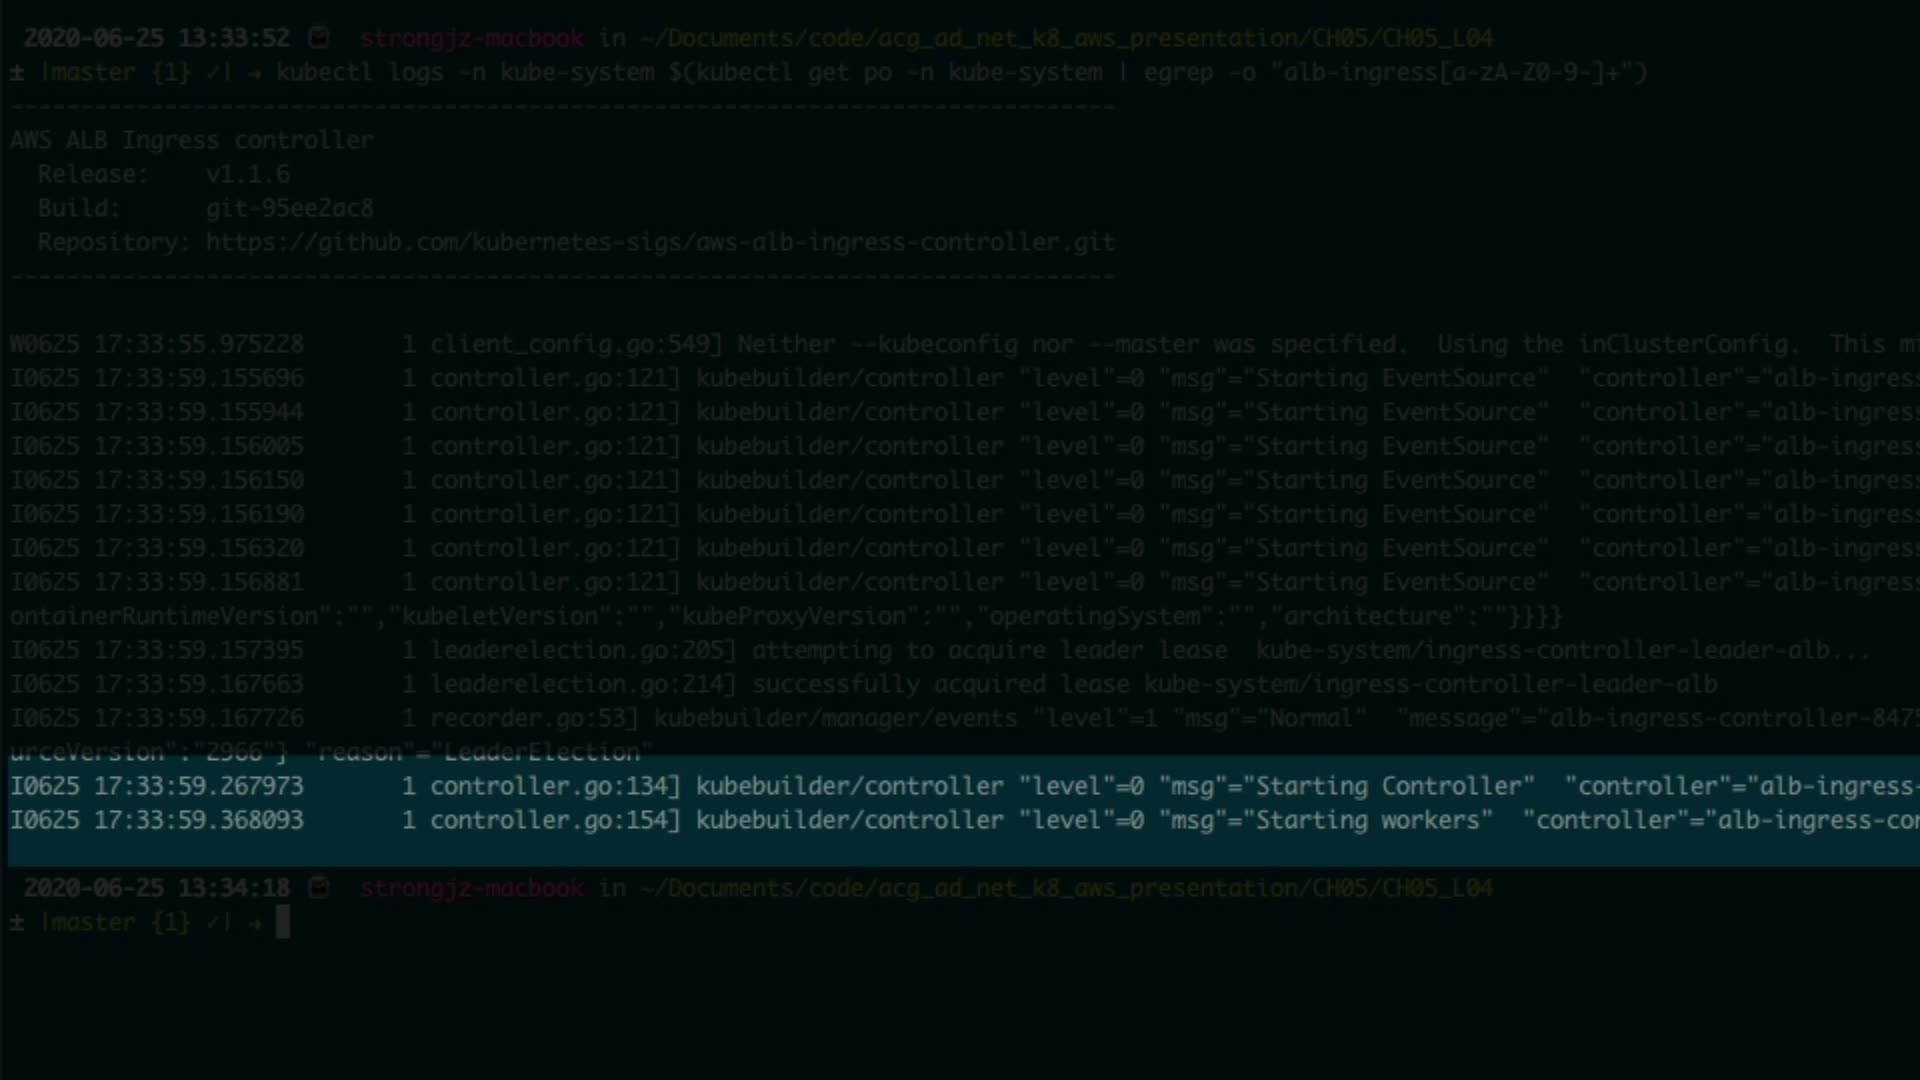 2020-06-25 13:33:52 strongjz-macbook in ~/Documents/code/acg_ad_net_k8_aws_presentation/CH05/CH05_L04
± |master {1} ✓| → kubectl logs -n kube-system $(kubectl get po -n kube-system | egrep -o "alb-ingress[a-zA-Z0-9-]+")
-------------------------------------------------------------------------------
AWS ALB Ingress controller
Release:    v1.1.6
Build:      git-95ee2ac8
Repository: https://github.com/kubernetes-sigs/aws-alb-ingress-controller.git
-------------------------------------------------------------------------------
W0625 17:33:55.975228       1 client_config.go:549] Neither --kubeconfig nor --master was specified.  Using the inClusterConfig.  This m
I0625 17:33:59.155696       1 controller.go:121] kubebuilder/controller "level"=0 "msg"="Starting EventSource"  "controller"="alb-ingress
I0625 17:33:59.155944       1 controller.go:121] kubebuilder/controller "level"=0 "msg"="Starting EventSource"  "controller"="alb-ingress
I0625 17:33:59.156005       1 controller.go:121] kubebuilder/controller "level"=0 "msg"="Starting EventSource"  "controller"="alb-ingress
I0625 17:33:59.156150       1 controller.go:121] kubebuilder/controller "level"=0 "msg"="Starting EventSource"  "controller"="alb-ingress
I0625 17:33:59.156190       1 controller.go:121] kubebuilder/controller "level"=0 "msg"="Starting EventSource"  "controller"="alb-ingress
I0625 17:33:59.156320       1 controller.go:121] kubebuilder/controller "level"=0 "msg"="Starting EventSource"  "controller"="alb-ingress
I0625 17:33:59.156881       1 controller.go:121] kubebuilder/controller "level"=0 "msg"="Starting EventSource"  "controller"="alb-ingress
ontainerRuntimeVersion":"","kubeletVersion":"","kubeProxyVersion":"","operatingSystem":"","architecture":""}}}}
I0625 17:33:59.157395       1 leaderelection.go:205] attempting to acquire leader lease  kube-system/ingress-controller-leader-alb...
I0625 17:33:59.167663       1 leaderelection.go:214] successfully acquired lease kube-system/ingress-controller-leader-alb
I0625 17:33:59.167726       1 recorder.go:53] kubebuilder/manager/events "level"=1 "msg"="Normal"  "message"="alb-ingress-controller-847
urceVersion":"2966"} "reason"="LeaderElection"
I0625 17:33:59.267973       1 controller.go:134] kubebuilder/controller "level"=0 "msg"="Starting Controller"  "controller"="alb-ingress-
I0625 17:33:59.368093       1 controller.go:154] kubebuilder/controller "level"=0 "msg"="Starting workers"  "controller"="alb-ingress-con
2020-06-25 13:34:18 strongjz-macbook in ~/Documents/code/acg_ad_net_k8_aws_presentation/CH05/CH05_L04
± |master {1} ✓| →